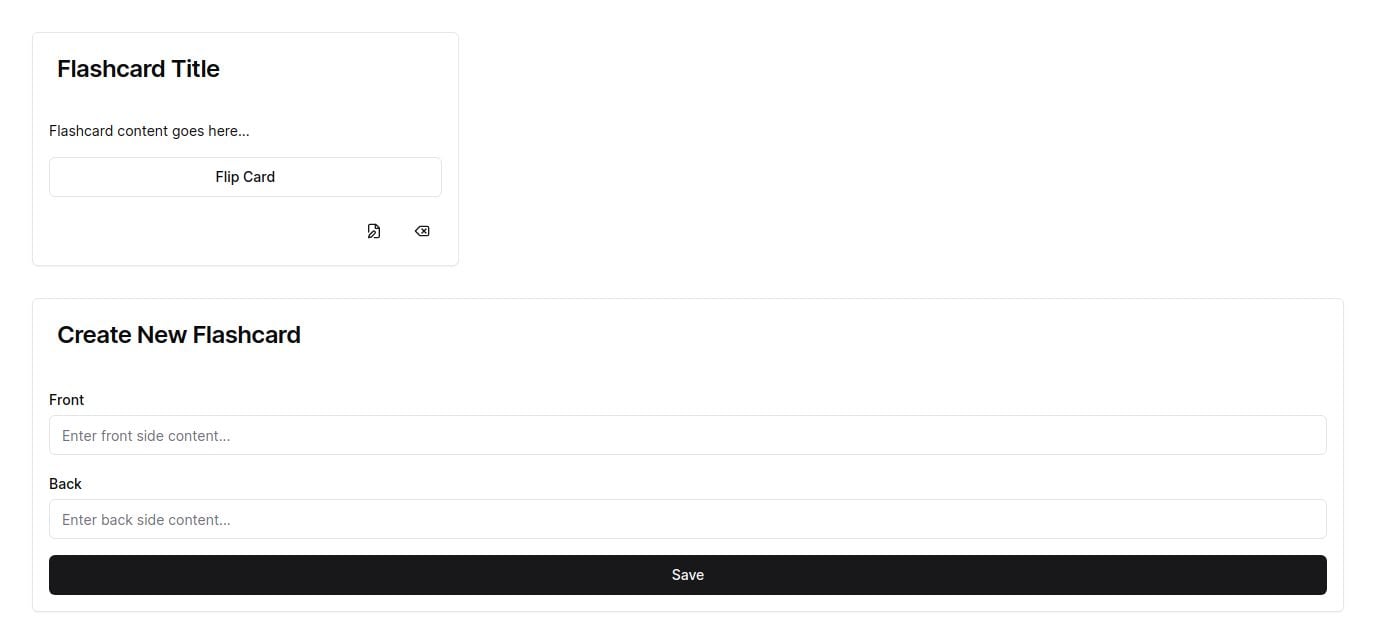 Flashcard Title
Flashcard content goes here...
Flip Card
Create New Flashcard
Front
Enter front side content...
Back
Enter back side content...
Save